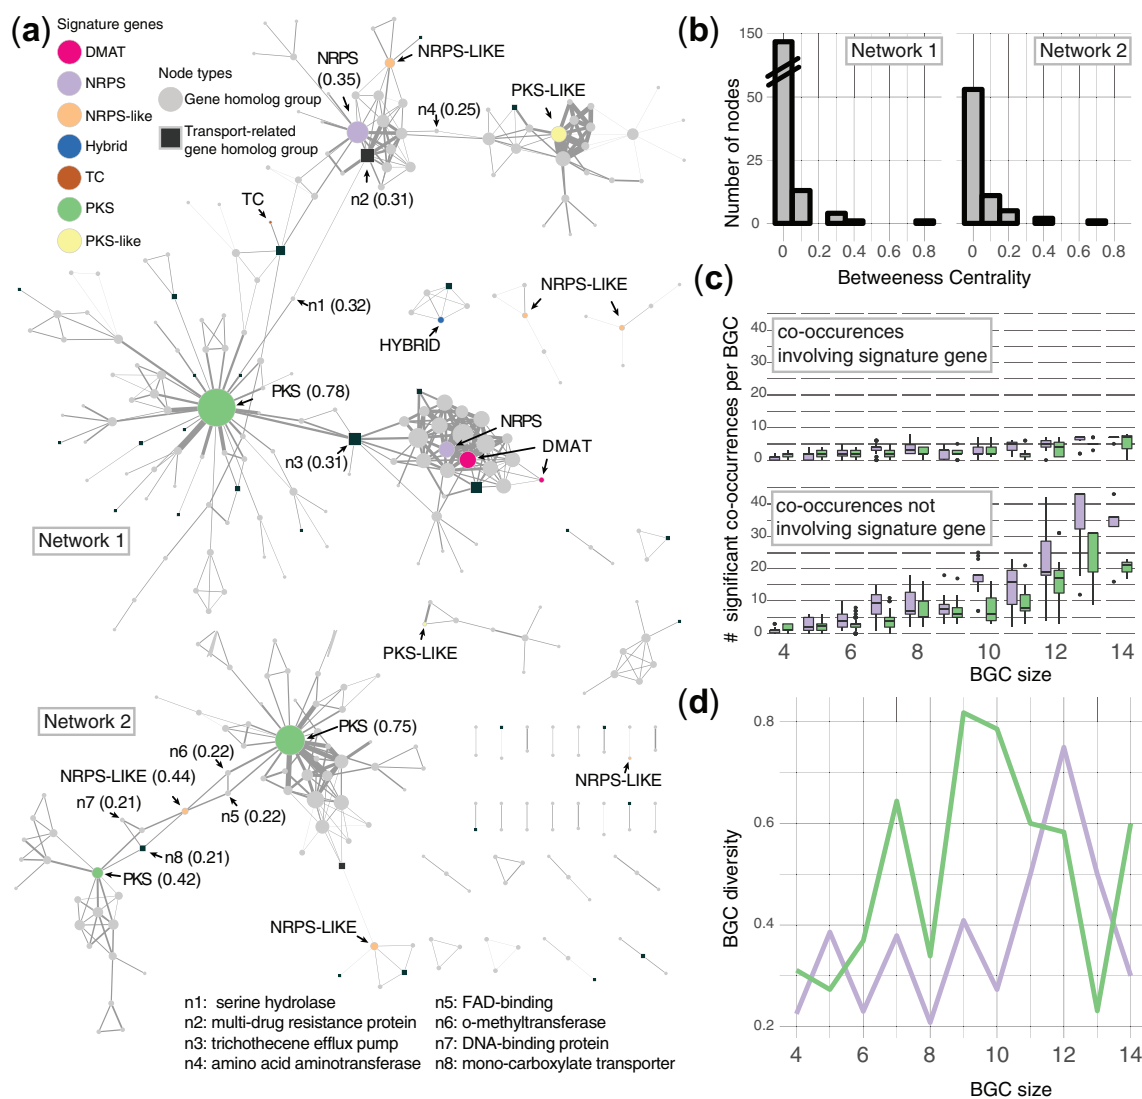 (a)
Signature genes
DMAT
NRPS
NRPS-like
Hybrid
TC
PKS
PKS-like
Node types
Gene homolog group
Transport-related
gene homolog group
NRPS
(0.35)
NRPS-LIKE
n4 (0.25)
PKS-LIKE
n2 (0.31)
TC
n1 (0.32)
HYBRID
NRPS-LIKE
PKS (0.78)
n3 (0.31)
NRPS
DMAT
Network 1
PKS-LIKE
Network 2
PKS (0.75)
n6 (0.22)
NRPS-LIKE (0.44)
n7 (0.21)
n5 (0.22)
n8 (0.21)
PKS (0.42)
NRPS-LIKE
NRPS-LIKE
n1: serine hydrolase
n2: multi-drug resistance protein
n3: trichothecene efflux pump
n4: amino acid aminotransferase
n5: FAD-binding
n6: o-methyltransferase
n7: DNA-binding protein
n8: mono-carboxylate transporter
(b)
Number of nodes
150
50
25
0
Network 1
Network 2
0 0.2 0.4 0.6 0.8
0 0.2 0.4 0.6 0.8
Betweeness Centrality
(c)
# significant co-occurences per BGC
co-occurences
involving signature gene
40
30
20
10
0
co-occurences not
involving signature gene
40
30
20
10
0
4 6 8 10 12 14
BGC size
(d)
BGC diversity
0.8
0.6
0.4
0.2
4 6 8 10 12 14
BGC size